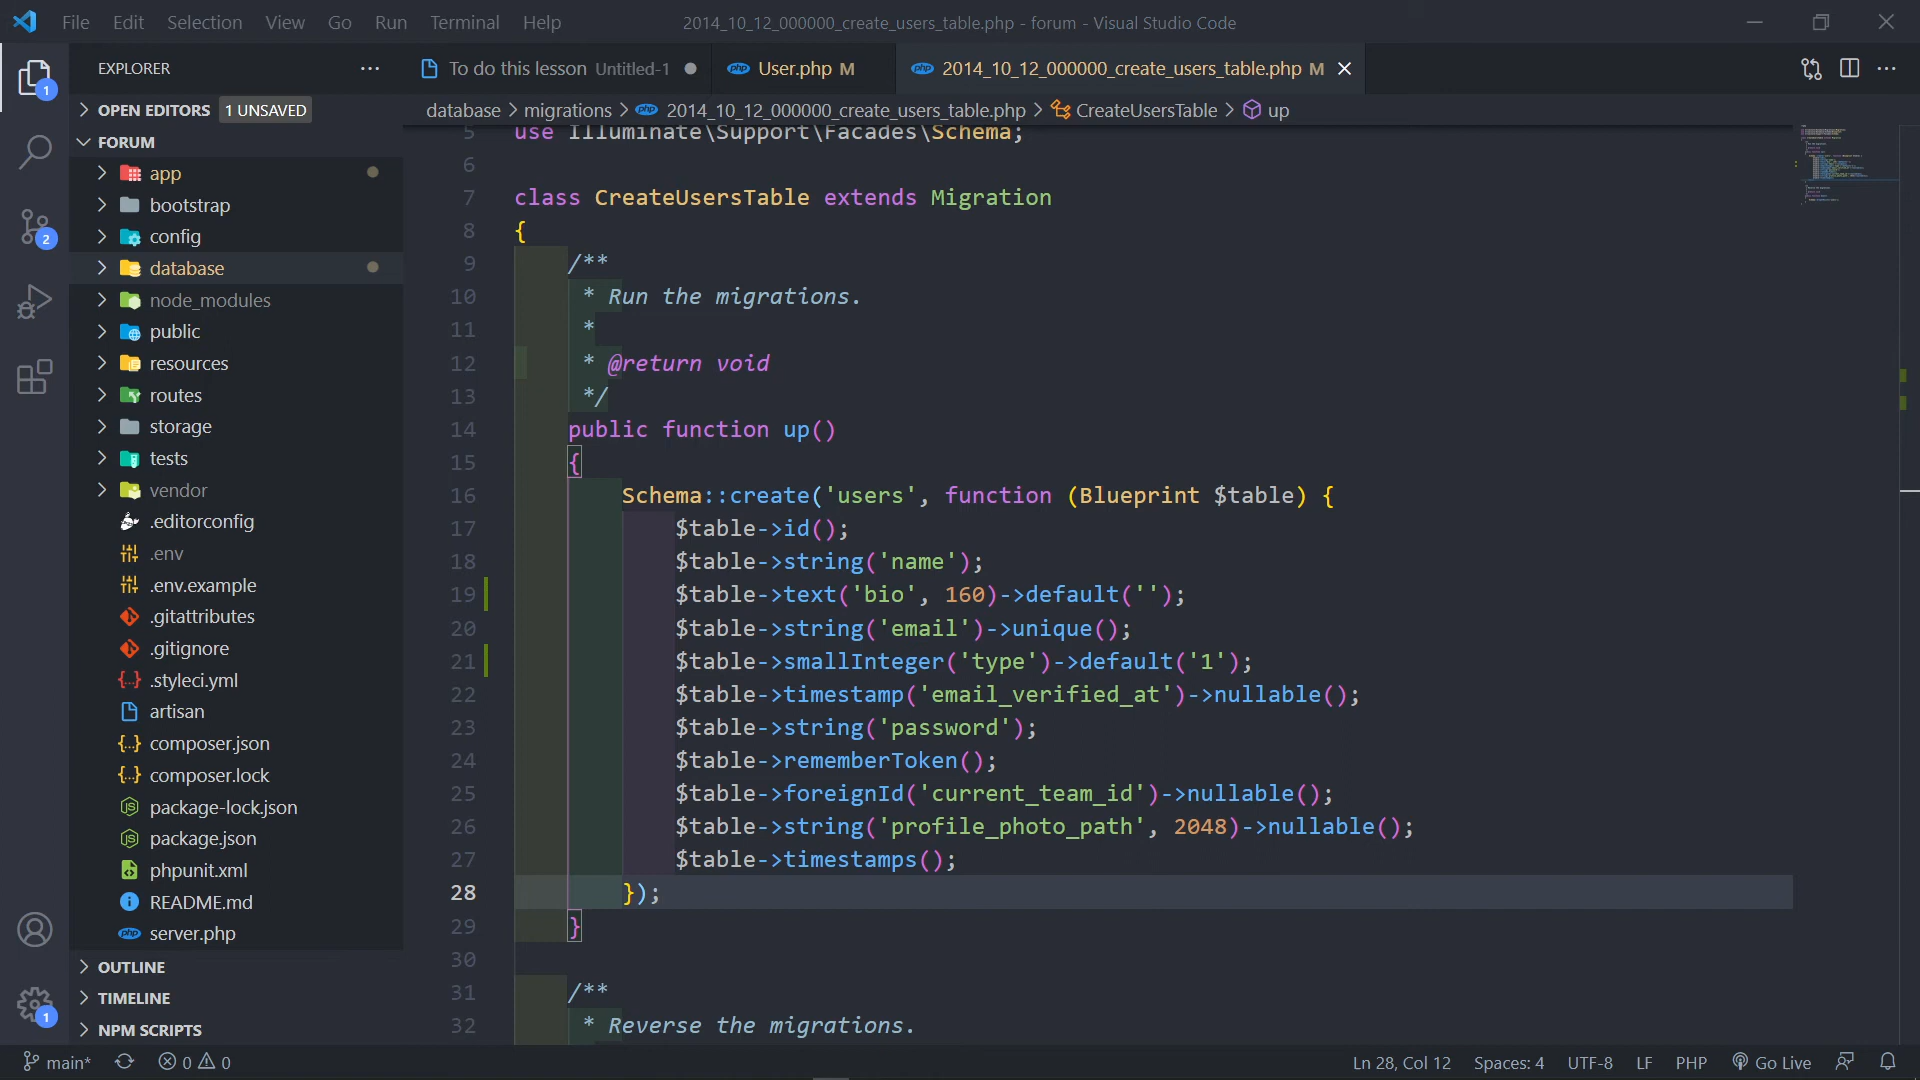 File Edit Selection View Go Run Terminal Help
2014_10_12_000000_create_users_table.php - forum - Visual Studio Code
EXPLORER
To do this lesson Untitled-1
php User.php M
php 2014_10_12_000000_create_users_table.php M
OPEN EDITORS 1 UNSAVED
database > migrations > php 2014_10_12_000000_create_users_table.php > CreateUsersTable > up
FORUM
app
bootstrap
config
database
node_modules
public
resources
routes
storage
tests
vendor
.editorconfig
.env
.env.example
.gitattributes
.gitignore
.styleci.yml
artisan
composer.json
composer.lock
package-lock.json
package.json
phpunit.xml
README.md
php server.php
OUTLINE
TIMELINE
NPM SCRIPTS
1
2
1
5 use Illuminate\Support\Facades\Schema;
6
7 class CreateUsersTable extends Migration
8 {
9 /**
10 * Run the migrations.
11 *
12 * @return void
13 */
14 public function up()
15 {
16 Schema::create('users', function (Blueprint $table) {
17 $table->id();
18 $table->string('name');
19 $table->text('bio', 160)->default('');
20 $table->string('email')->unique();
21 $table->smallInteger('type')->default('1');
22 $table->timestamp('email_verified_at')->nullable();
23 $table->string('password');
24 $table->rememberToken();
25 $table->foreignId('current_team_id')->nullable();
26 $table->string('profile_photo_path', 2048)->nullable();
27 $table->timestamps();
28 });
29 }
30
31 /**
32 * Reverse the migrations.
main* 0 0
Ln 28, Col 12 Spaces: 4 UTF-8 LF PHP Go Live